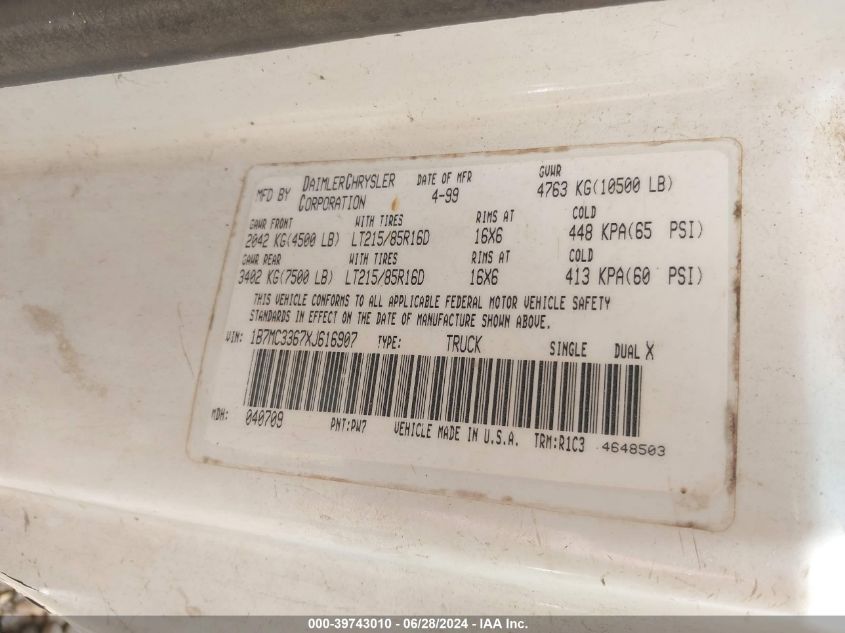 MFD BY DAIMLERCHRYSLER CORPORATION DATE OF MFR 4-99 GVWR 4763 KG(10500 LB)
GAWR FRONT WITH TIRES RIMS AT COLD
2042 KG(4500 LB) LT215/85R16D 16X6 448 KPA(65 PSI)
GAWR REAR WITH TIRES RIMS AT COLD
3402 KG(7500 LB) LT215/85R16D 16X6 413 KPA(60 PSI)
THIS VEHICLE CONFORMS TO ALL APPLICABLE FEDERAL MOTOR VEHICLE SAFETY
STANDARDS IN EFFECT ON THE DATE OF MANUFACTURE SHOWN ABOVE.
VIN: 1B7MC3367XJ616907 TYPE: TRUCK SINGLE DUAL X
MDH: 040709 PNT:PW7 VEHICLE MADE IN U.S.A. TRM:R1C3 4648503
000-39743010 - 06/28/2024 - IAA Inc.